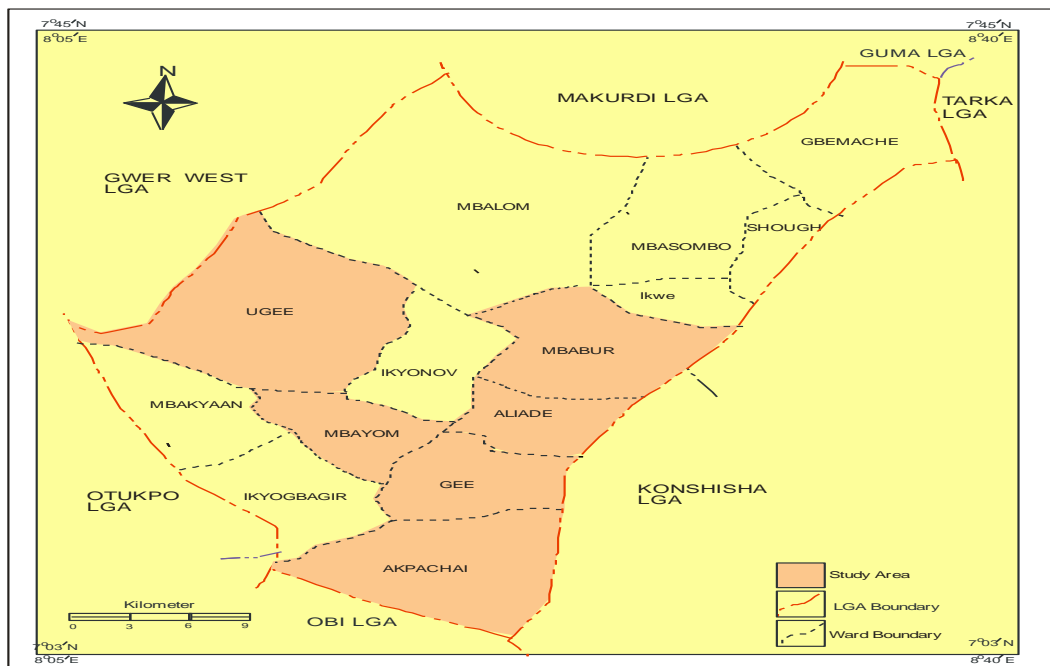 7°45'N
8°05'E
7°45'N
8°40'E
GUMA LGA
N
MAKURDI LGA
TARKA
LGA
GBEMACHE
GWER WEST
LGA
MBALOM
SHOUGH
MBASOMBO
Ikwe
UGEE
MBABUR
IKYONOV
MBAKYAAN
ALIADE
MBAYOM
GEE
KONSHISHA
LGA
OTUKPO
LGA
IKYOGBAGIR
AKPACHAI
Study Area
Kilometer
LGA Boundary
0 3 6 9
OBI LGA
Ward Boundary
7°03'N
8°05'E
7°03'N
8°40'E